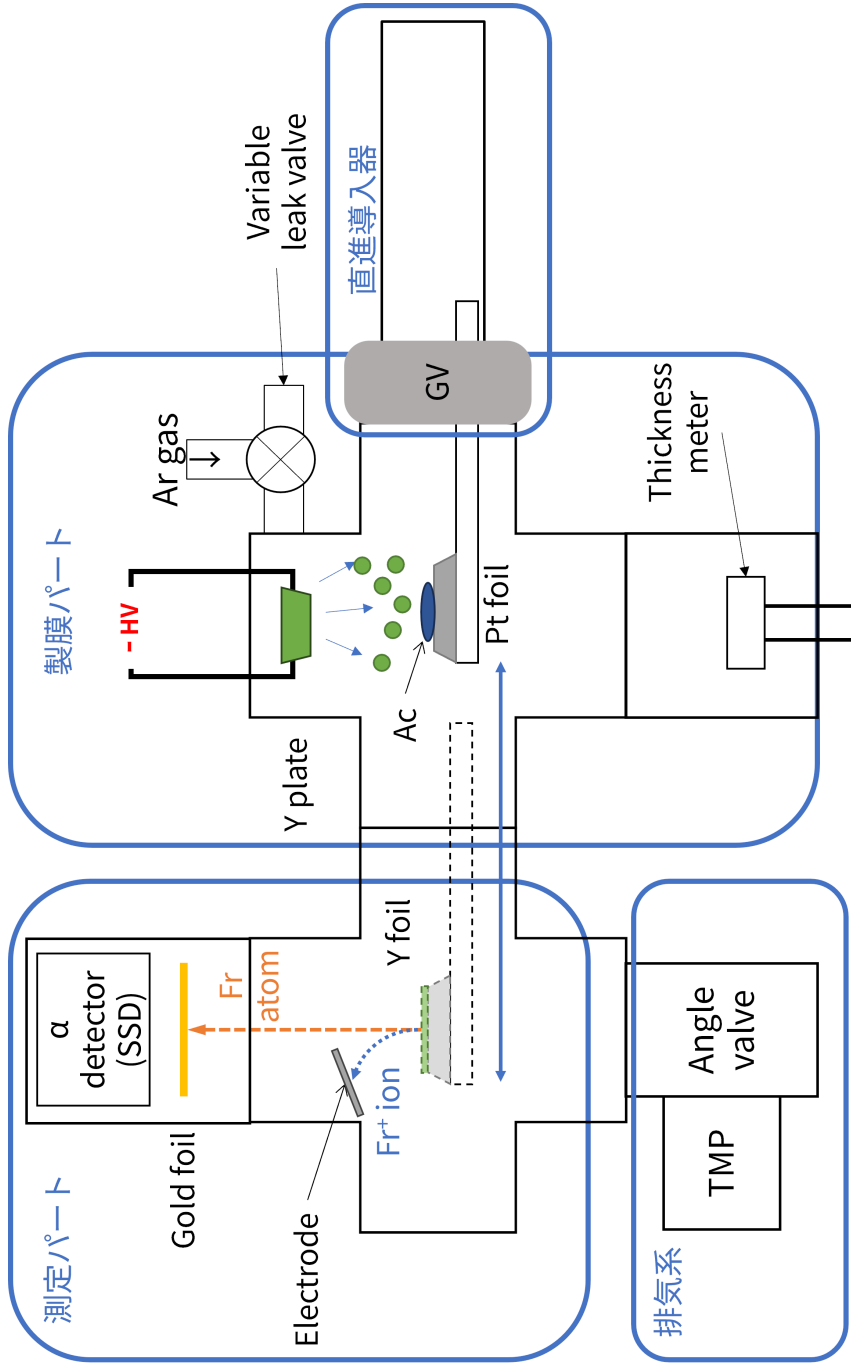 測定パート
α
detector
(SSD)
Gold foil
Fr
atom
Fr⁺ ion
Electrode
Y foil
排気系
TMP
Angle
valve
製膜パート
－HV
Y plate
Ac
Pt foil
Ar gas
Variable
leak valve
直進導入器
GV
Thickness
meter